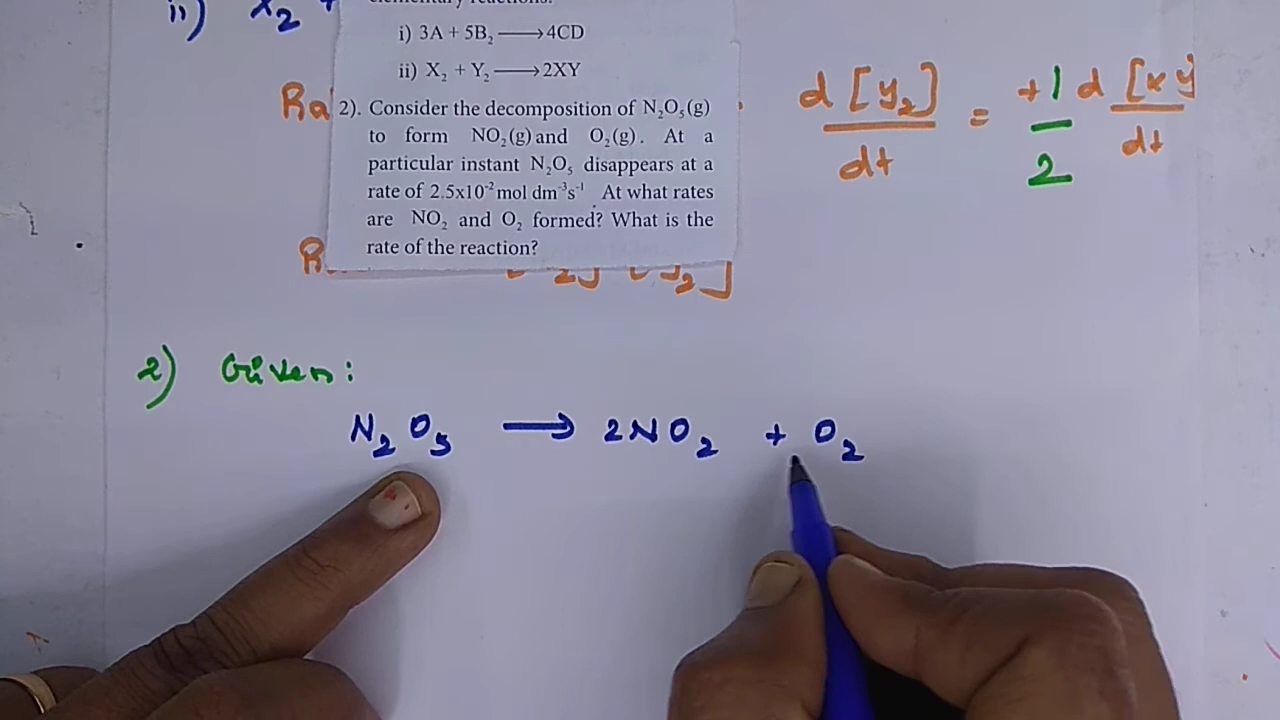 ii) X₂ +
i) 3A + 5B₂ ⟶ 4CD
ii) X₂ + Y₂ ⟶ 2XY
2). Consider the decomposition of N₂O₅(g)
to form NO₂(g) and O₂(g). At a
particular instant N₂O₅ disappears at a
rate of 2.5x10⁻² mol dm⁻³s⁻¹ At what rates
are NO₂ and O₂ formed? What is the
rate of the reaction?
d [y₂] / dt = +1 / 2 d [xy / dt
2) Given:
N₂O₅ ⟶ 2NO₂ + O₂